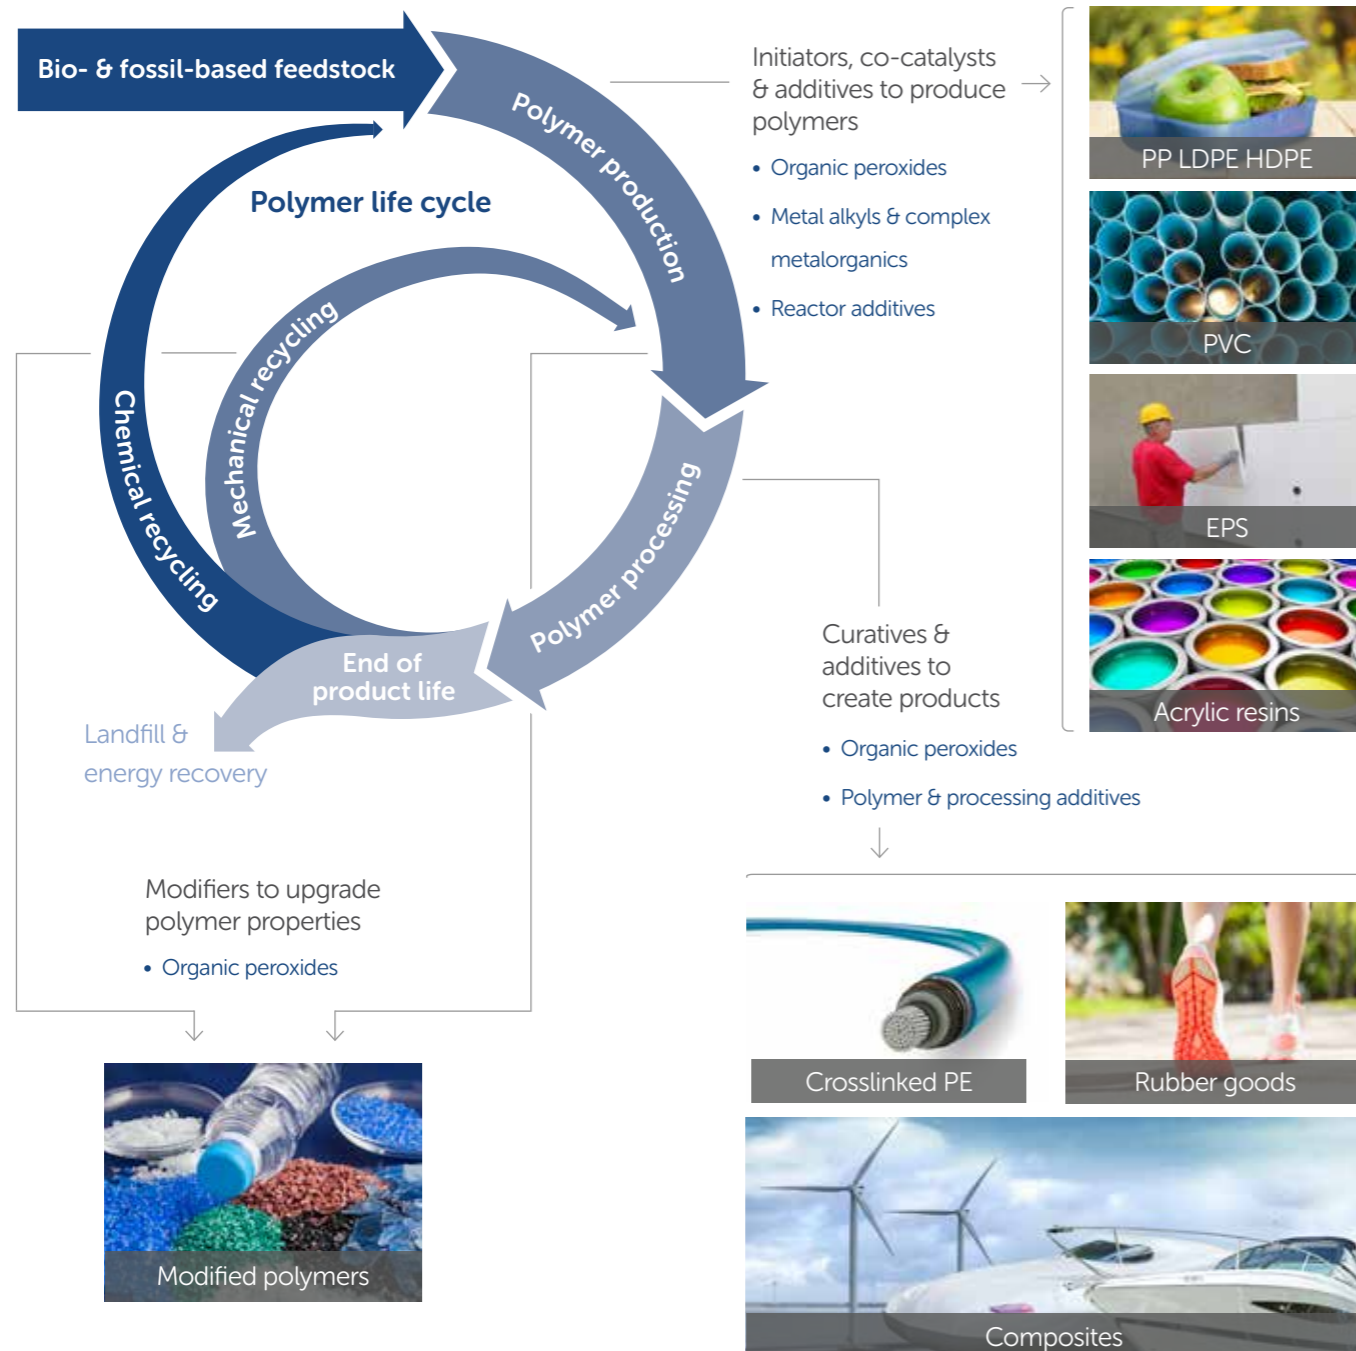 Bio- & fossil-based feedstock
Polymer production
Polymer life cycle
Mechanical recycling
Chemical recycling
Polymer processing
End of
product life
Landfill &
energy recovery
Initiators, co-catalysts
& additives to produce
polymers
• Organic peroxides
• Metal alkyls & complex
metalorganics
• Reactor additives
PP LDPE HDPE
PVC
EPS
Acrylic resins
Curatives &
additives to
create products
• Organic peroxides
• Polymer & processing additives
Modifiers to upgrade
polymer properties
• Organic peroxides
Modified polymers
Crosslinked PE
Rubber goods
Composites